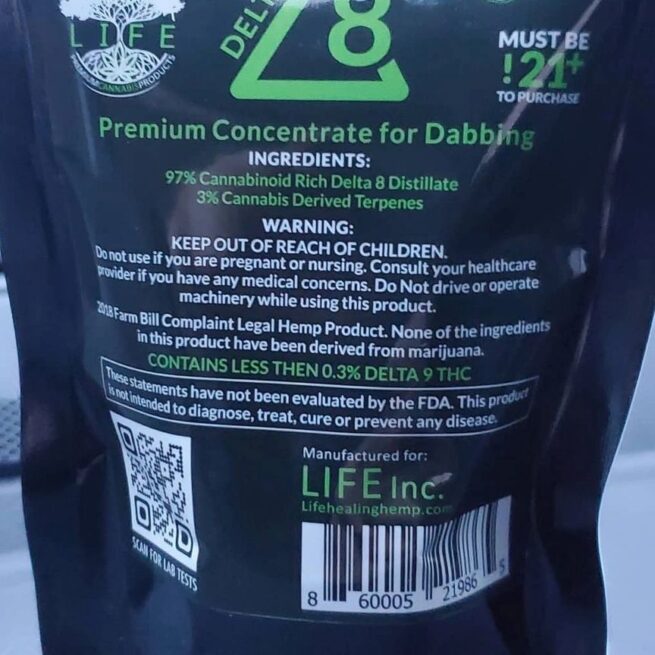 LIFE
PREMIUM CANNABIS PRODUCTS
DELTA
8
MUST BE
! 21+
TO PURCHASE
Premium Concentrate for Dabbing
INGREDIENTS:
97% Cannabinoid Rich Delta 8 Distillate
3% Cannabis Derived Terpenes
WARNING:
KEEP OUT OF REACH OF CHILDREN.
Do not use if you are pregnant or nursing. Consult your healthcare
provider if you have any medical concerns. Do Not drive or operate
machinery while using this product.
2018 Farm Bill Complaint Legal Hemp Product. None of the ingredients
in this product have been derived from marijuana.
CONTAINS LESS THEN 0.3% DELTA 9 THC
These statements have not been evaluated by the FDA. This product
is not intended to diagnose, treat, cure or prevent any disease.
SCAN FOR LAB TESTS
Manufactured for:
LIFE Inc.
Lifehealinghemp.com
8 60005 21986 5